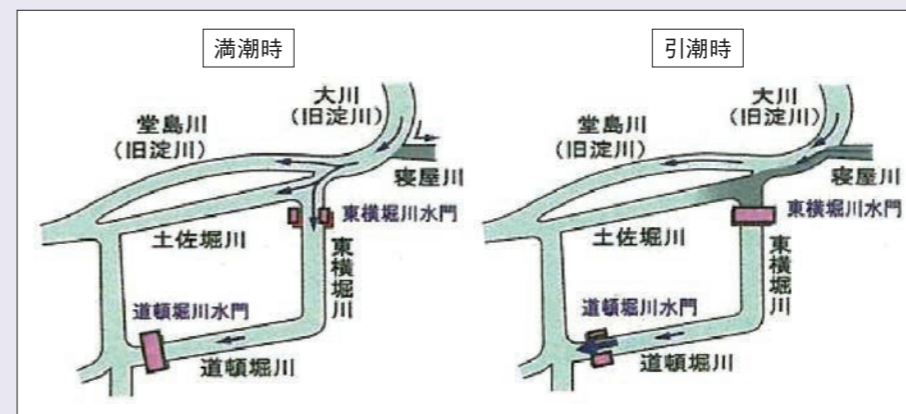 満潮時
大川
(旧淀川)
堂島川
(旧淀川)
寝屋川
東横堀川水門
土佐堀川
東横堀川
道頓堀川水門
道頓堀川
引潮時
大川
(旧淀川)
堂島川
(旧淀川)
寝屋川
東横堀川水門
土佐堀川
東横堀川
道頓堀川水門
道頓堀川